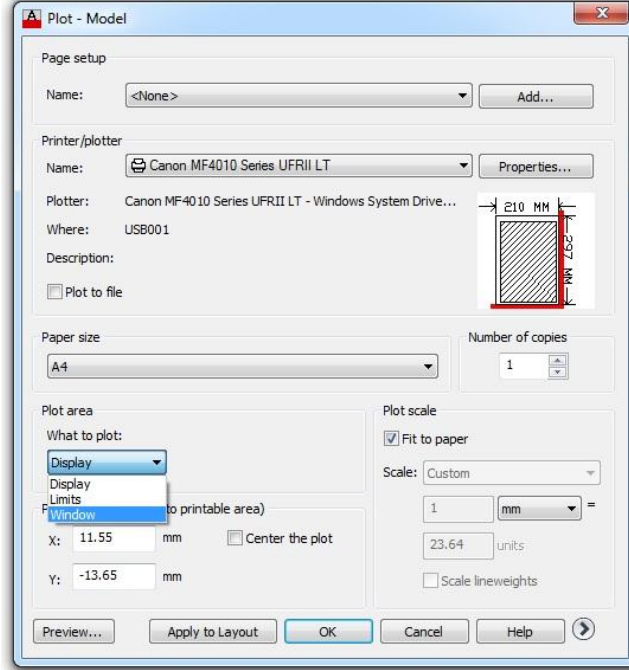 Plot - Model
Page setup
Name: <None> Add...
Printer/plotter
Name: Canon MF4010 Series UFRII LT Properties...
Plotter: Canon MF4010 Series UFRII LT - Windows System Drive...
Where: USB001
Description:
Plot to file
210 MM
297 MM
Paper size
A4
Number of copies
1
Plot area
What to plot:
Display
Display
Limits
Window
to printable area)
X: 11.55 mm
Center the plot
Y: -13.65 mm
Plot scale
Fit to paper
Scale: Custom
1 mm =
23.64 units
Scale lineweights
Preview... Apply to Layout OK Cancel Help